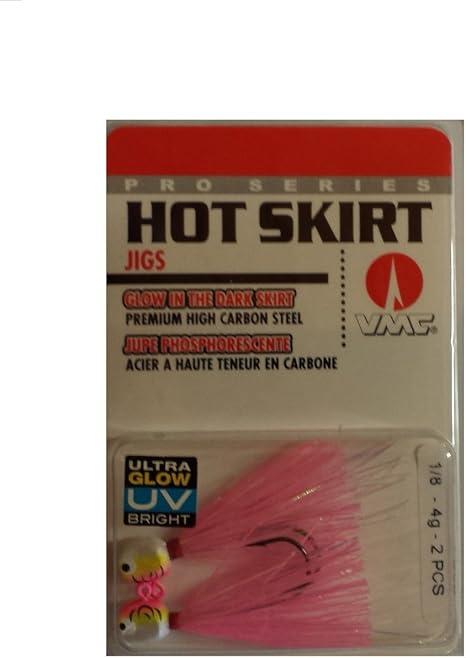 PRO SERIES
HOT SKIRT
JIGS
GLOW IN THE DARK SKIRT
PREMIUM HIGH CARBON STEEL
JUPE PHOSPHORESCENTE
ACIER A HAUTE TENEUR EN CARBONE
VMC®
ULTRA
GLOW
UV
BRIGHT
1/8 - 4g - 2 PCS